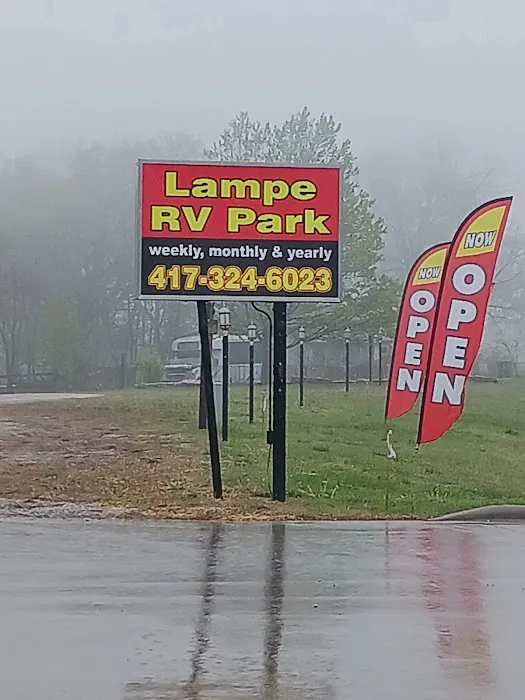 Lampe
RV Park
weekly, monthly & yearly
417-324-6023
NOW
OPEN
NOW
OPEN